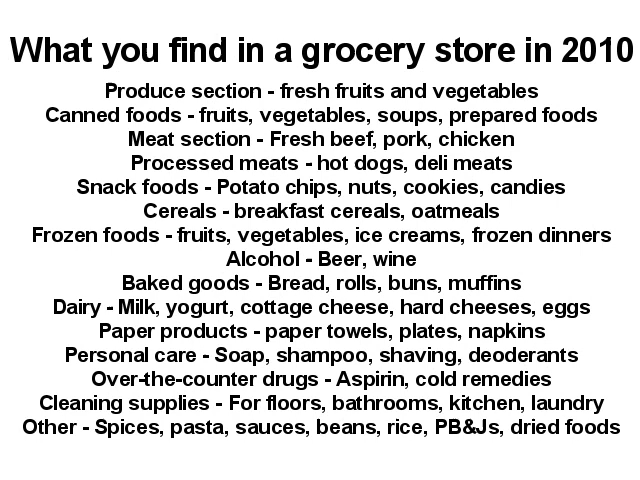 What you find in a grocery store in 2010
Produce section - fresh fruits and vegetables
Canned foods - fruits, vegetables, soups, prepared foods
Meat section - Fresh beef, pork, chicken
Processed meats - hot dogs, deli meats
Snack foods - Potato chips, nuts, cookies, candies
Cereals - breakfast cereals, oatmeals
Frozen foods - fruits, vegetables, ice creams, frozen dinners
Alcohol - Beer, wine
Baked goods - Bread, rolls, buns, muffins
Dairy - Milk, yogurt, cottage cheese, hard cheeses, eggs
Paper products - paper towels, plates, napkins
Personal care - Soap, shampoo, shaving, deoderants
Over-the-counter drugs - Aspirin, cold remedies
Cleaning supplies - For floors, bathrooms, kitchen, laundry
Other - Spices, pasta, sauces, beans, rice, PB&Js, dried foods